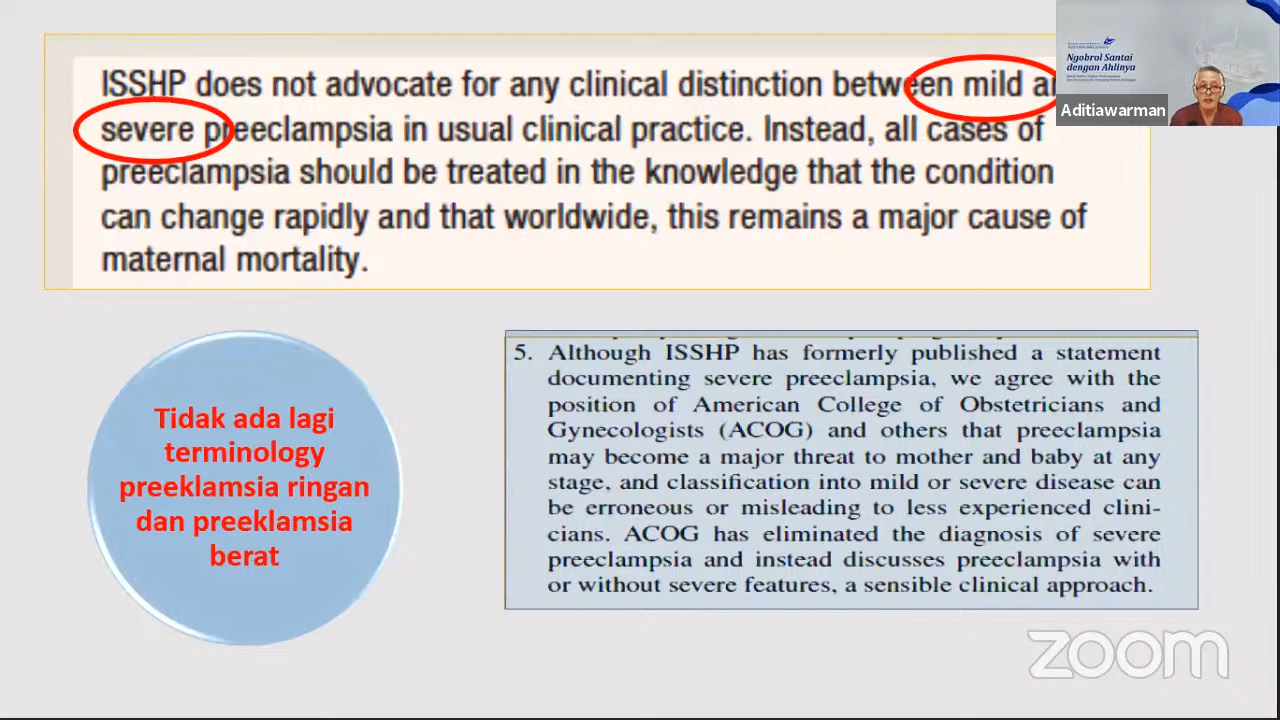 ISSHP does not advocate for any clinical distinction between mild
severe preeclampsia in usual clinical practice. Instead, all cases of
preeclampsia should be treated in the knowledge that the condition
can change rapidly and that worldwide, this remains a major cause of
maternal mortality.
Ngobrol Santai
dengan Ahlinya
Aditiawarman
Tidak ada lagi
terminology
preeklamsia ringan
dan preeklamsia
berat
5. Although ISSHP has formerly published a statement
documenting severe preeclampsia, we agree with the
position of American College of Obstetricians and
Gynecologists (ACOG) and others that preeclampsia
may become a major threat to mother and baby at any
stage, and classification into mild or severe disease can
be erroneous or misleading to less experienced clini-
cians. ACOG has eliminated the diagnosis of severe
preeclampsia and instead discusses preeclampsia with
or without severe features, a sensible clinical approach.
zoom